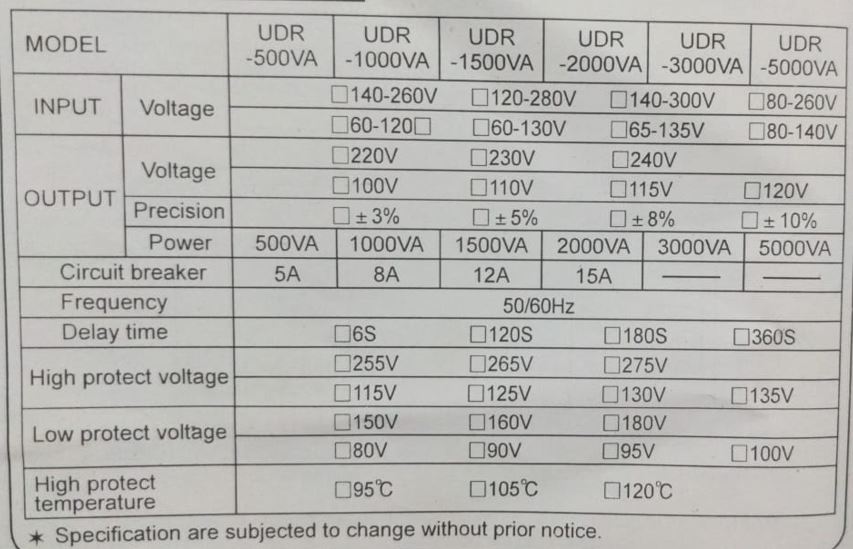 MODEL UDR -500VA UDR -1000VA UDR -1500VA UDR -2000VA UDR -3000VA UDR -5000VA
INPUT Voltage □140-260V □120-280V □140-300V □80-260V
□60-120□ □60-130V □65-135V □80-140V
OUTPUT Voltage □220V □230V □240V
□100V □110V □115V □120V
Precision □±3% □±5% □±8% □±10%
Power 500VA 1000VA 1500VA 2000VA 3000VA 5000VA
Circuit breaker 5A 8A 12A 15A —— ——
Frequency 50/60Hz
Delay time □6S □120S □180S □360S
High protect voltage □255V □265V □275V
□115V □125V □130V □135V
Low protect voltage □150V □160V □180V
□80V □90V □95V □100V
High protect temperature □95℃ □105℃ □120℃
* Specification are subjected to change without prior notice.